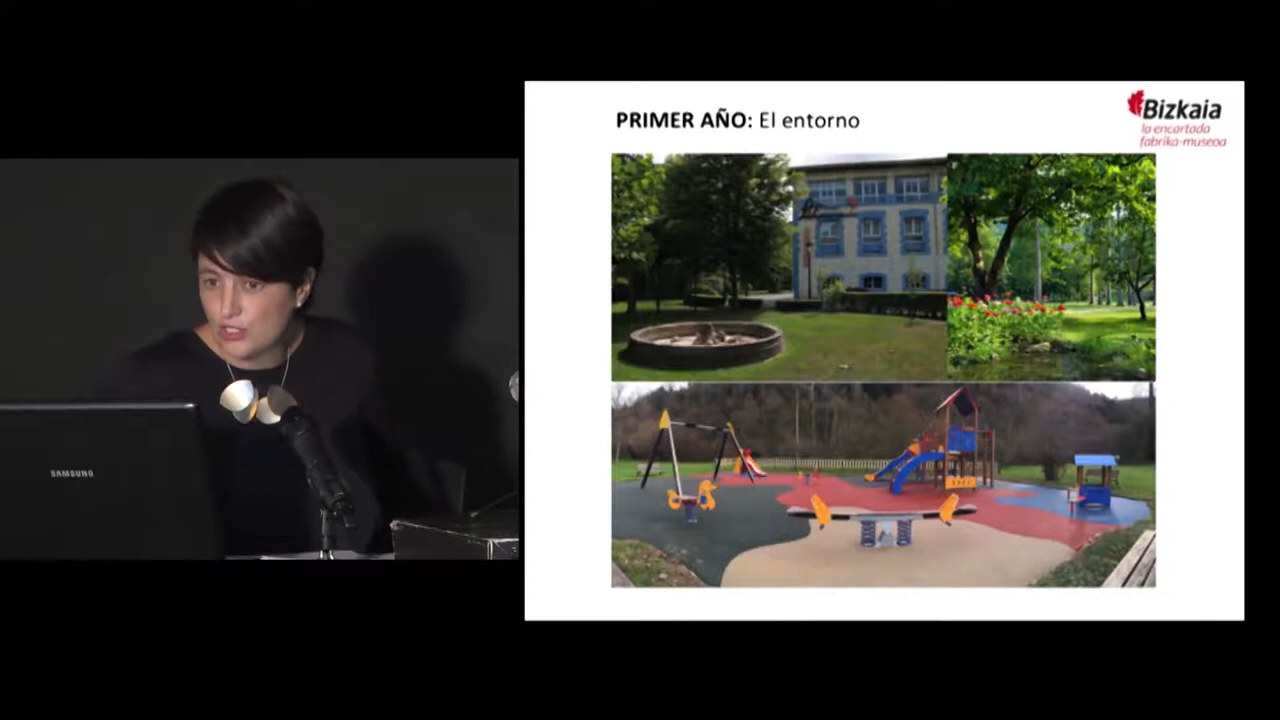 PRIMER AÑO: El entorno
Bizkaia
la encartada
fabrika-museoa
SAMSUNG